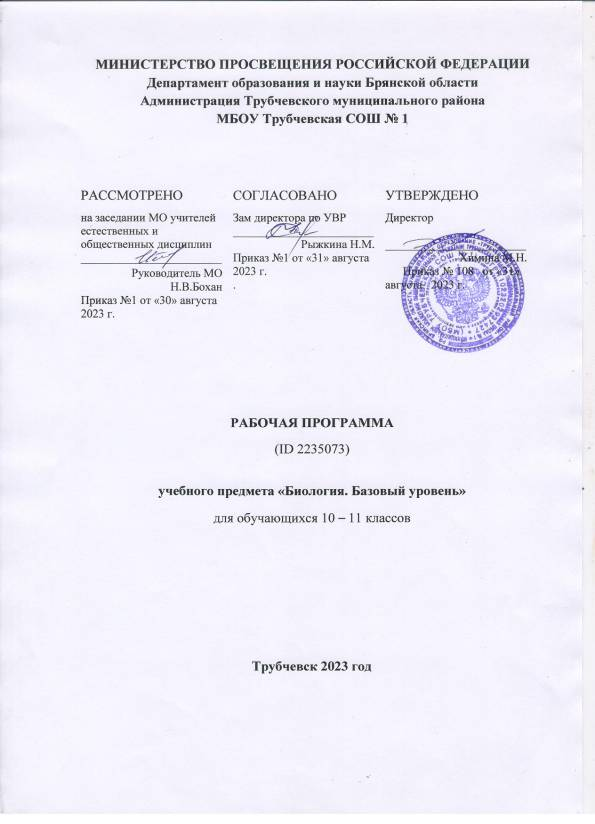 МИНИСТЕРСТВО ПРОСВЕЩЕНИЯ РОССИЙСКОЙ ФЕДЕРАЦИИ
Департамент образования и науки Брянской области
Администрация Трубчевского муниципального района
МБОУ Трубчевская СОШ № 1
РАССМОТРЕНО
на заседании МО учителей
естественных и
общественных дисциплин
Руководитель МО
Н.В.Бохан
Приказ №1 от «30» августа
2023 г.
СОГЛАСОВАНО
Зам директора по УВР
Рыжкина Н.М.
Приказ №1 от «31» августа
2023 г.
.
УТВЕРЖДЕНО
Директор
Химина Н.
Приказ № 108 от «31»
августа 2023 г.
РАБОЧАЯ ПРОГРАММА
(ID 2235073)
учебного предмета «Биология. Базовый уровень»
для обучающихся 10 – 11 классов
Трубчевск 2023 год